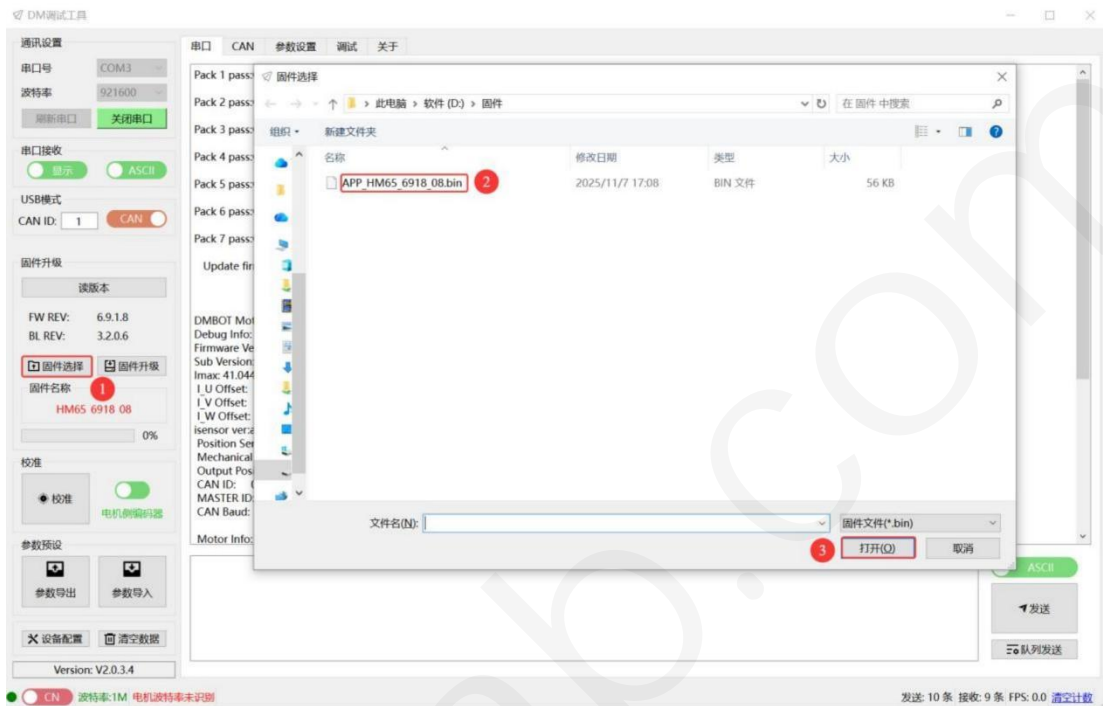 DM调试工具
通讯设置
串口号 COM3
波特率 921600
刷新串口 关闭串口
串口接收
显示 ASCII
USB模式
CAN ID: 1 CAN
固件升级
读版本
FW REV: 6.9.1.8
BL REV: 3.2.0.6
固件选择 固件升级
1
固件名称
HM65 6918 08
0%
校准
校准 电机侧编码器
参数预设
参数导出 参数导入
设备配置 清空数据
Version: V2.0.3.4
串口 CAN 参数设置 调试 关于
Pack 1 pass
Pack 2 pass
Pack 3 pass
Pack 4 pass
Pack 5 pass
Pack 6 pass
Pack 7 pass
Update fir
DMBOT Mot
Debug Info:
Firmware Ve
Sub Version
Imax: 41.044
I_U Offset:
I_V Offset:
I_W Offset:
isensor ver:
Position Ser
Mechanical
Output Pos
CAN ID:
MASTER ID:
CAN Baud:
Motor Info:
固件选择
此电脑 > 软件 (D:) > 固件 在 固件 中搜索
组织 新建文件夹
名称 修改日期 类型 大小
APP_HM65_6918_08.bin 2 2025/11/7 17:08 BIN 文件 56 KB
文件名(N): 固件文件(*.bin)
3 打开(O) 取消
ASCII
发送
队列发送
CN 波特率:1M 电机波特率未识别 发送: 10 条 接收: 9 条 FPS: 0.0 清空计数